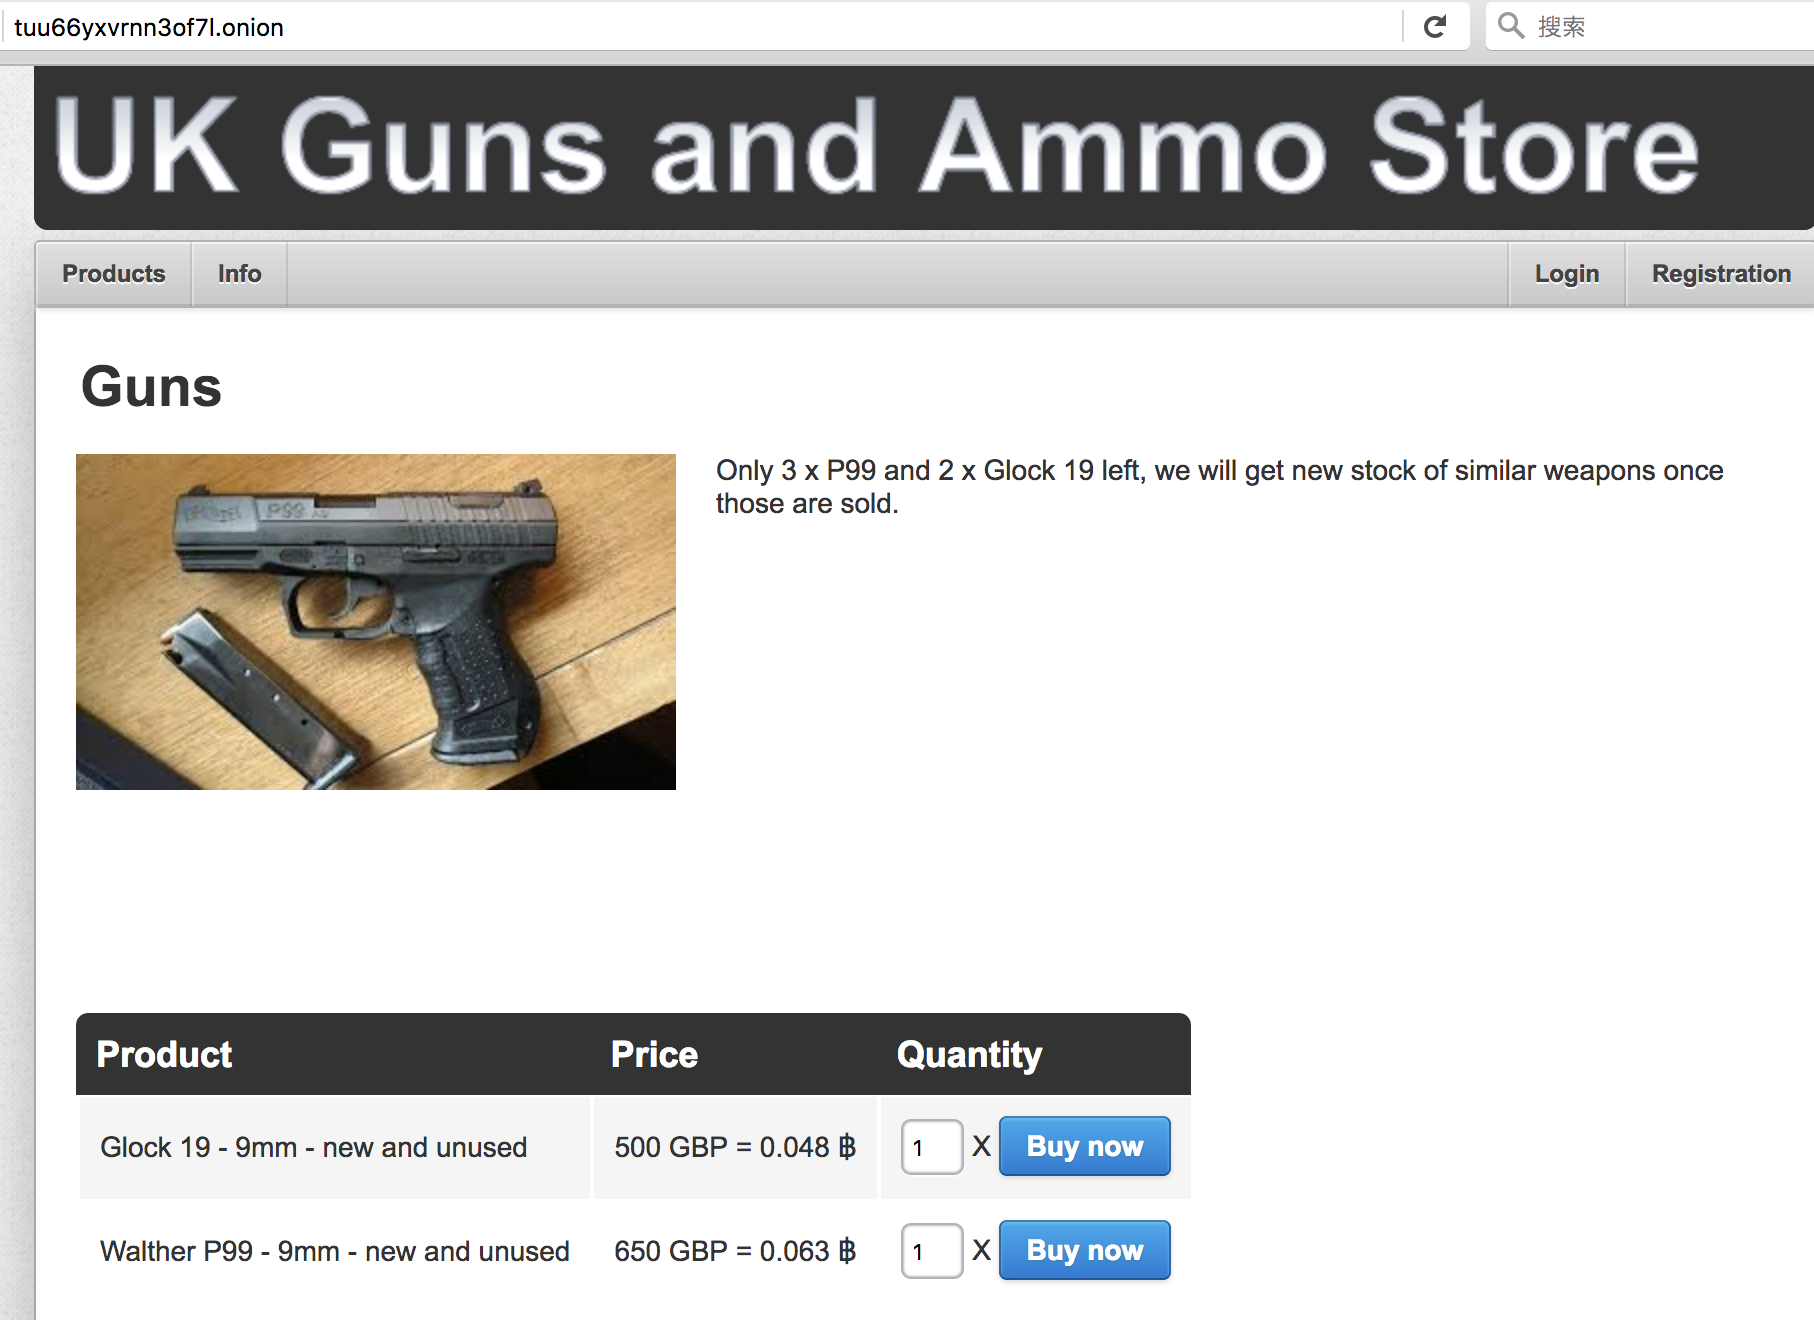 tuu66yxvrnn3of7l.onion
搜索
UK Guns and Ammo Store
Products Info Login Registration
Guns
Only 3 x P99 and 2 x Glock 19 left, we will get new stock of similar weapons once
those are sold.
P99
Product Price Quantity
Glock 19 - 9mm - new and unused 500 GBP = 0.048 ฿ 1 X Buy now
Walther P99 - 9mm - new and unused 650 GBP = 0.063 ฿ 1 X Buy now